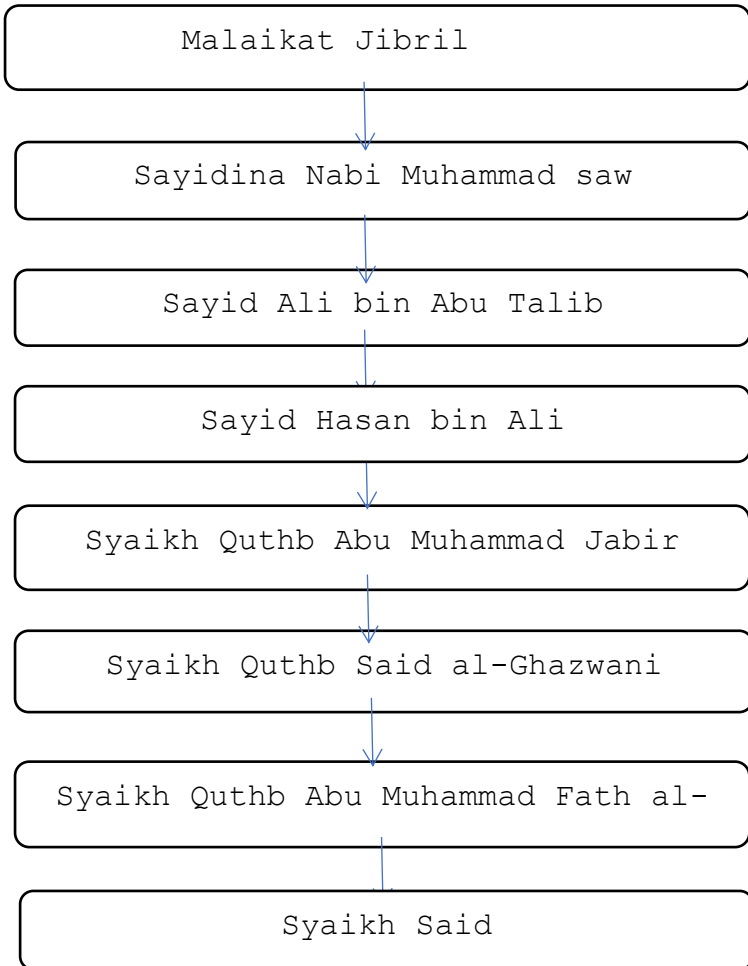 Malaikat Jibril
Sayidina Nabi Muhammad saw
Sayid Ali bin Abu Talib
Sayid Hasan bin Ali
Syaikh Quthb Abu Muhammad Jabir
Syaikh Quthb Said al-Ghazwani
Syaikh Quthb Abu Muhammad Fath al-
Syaikh Said